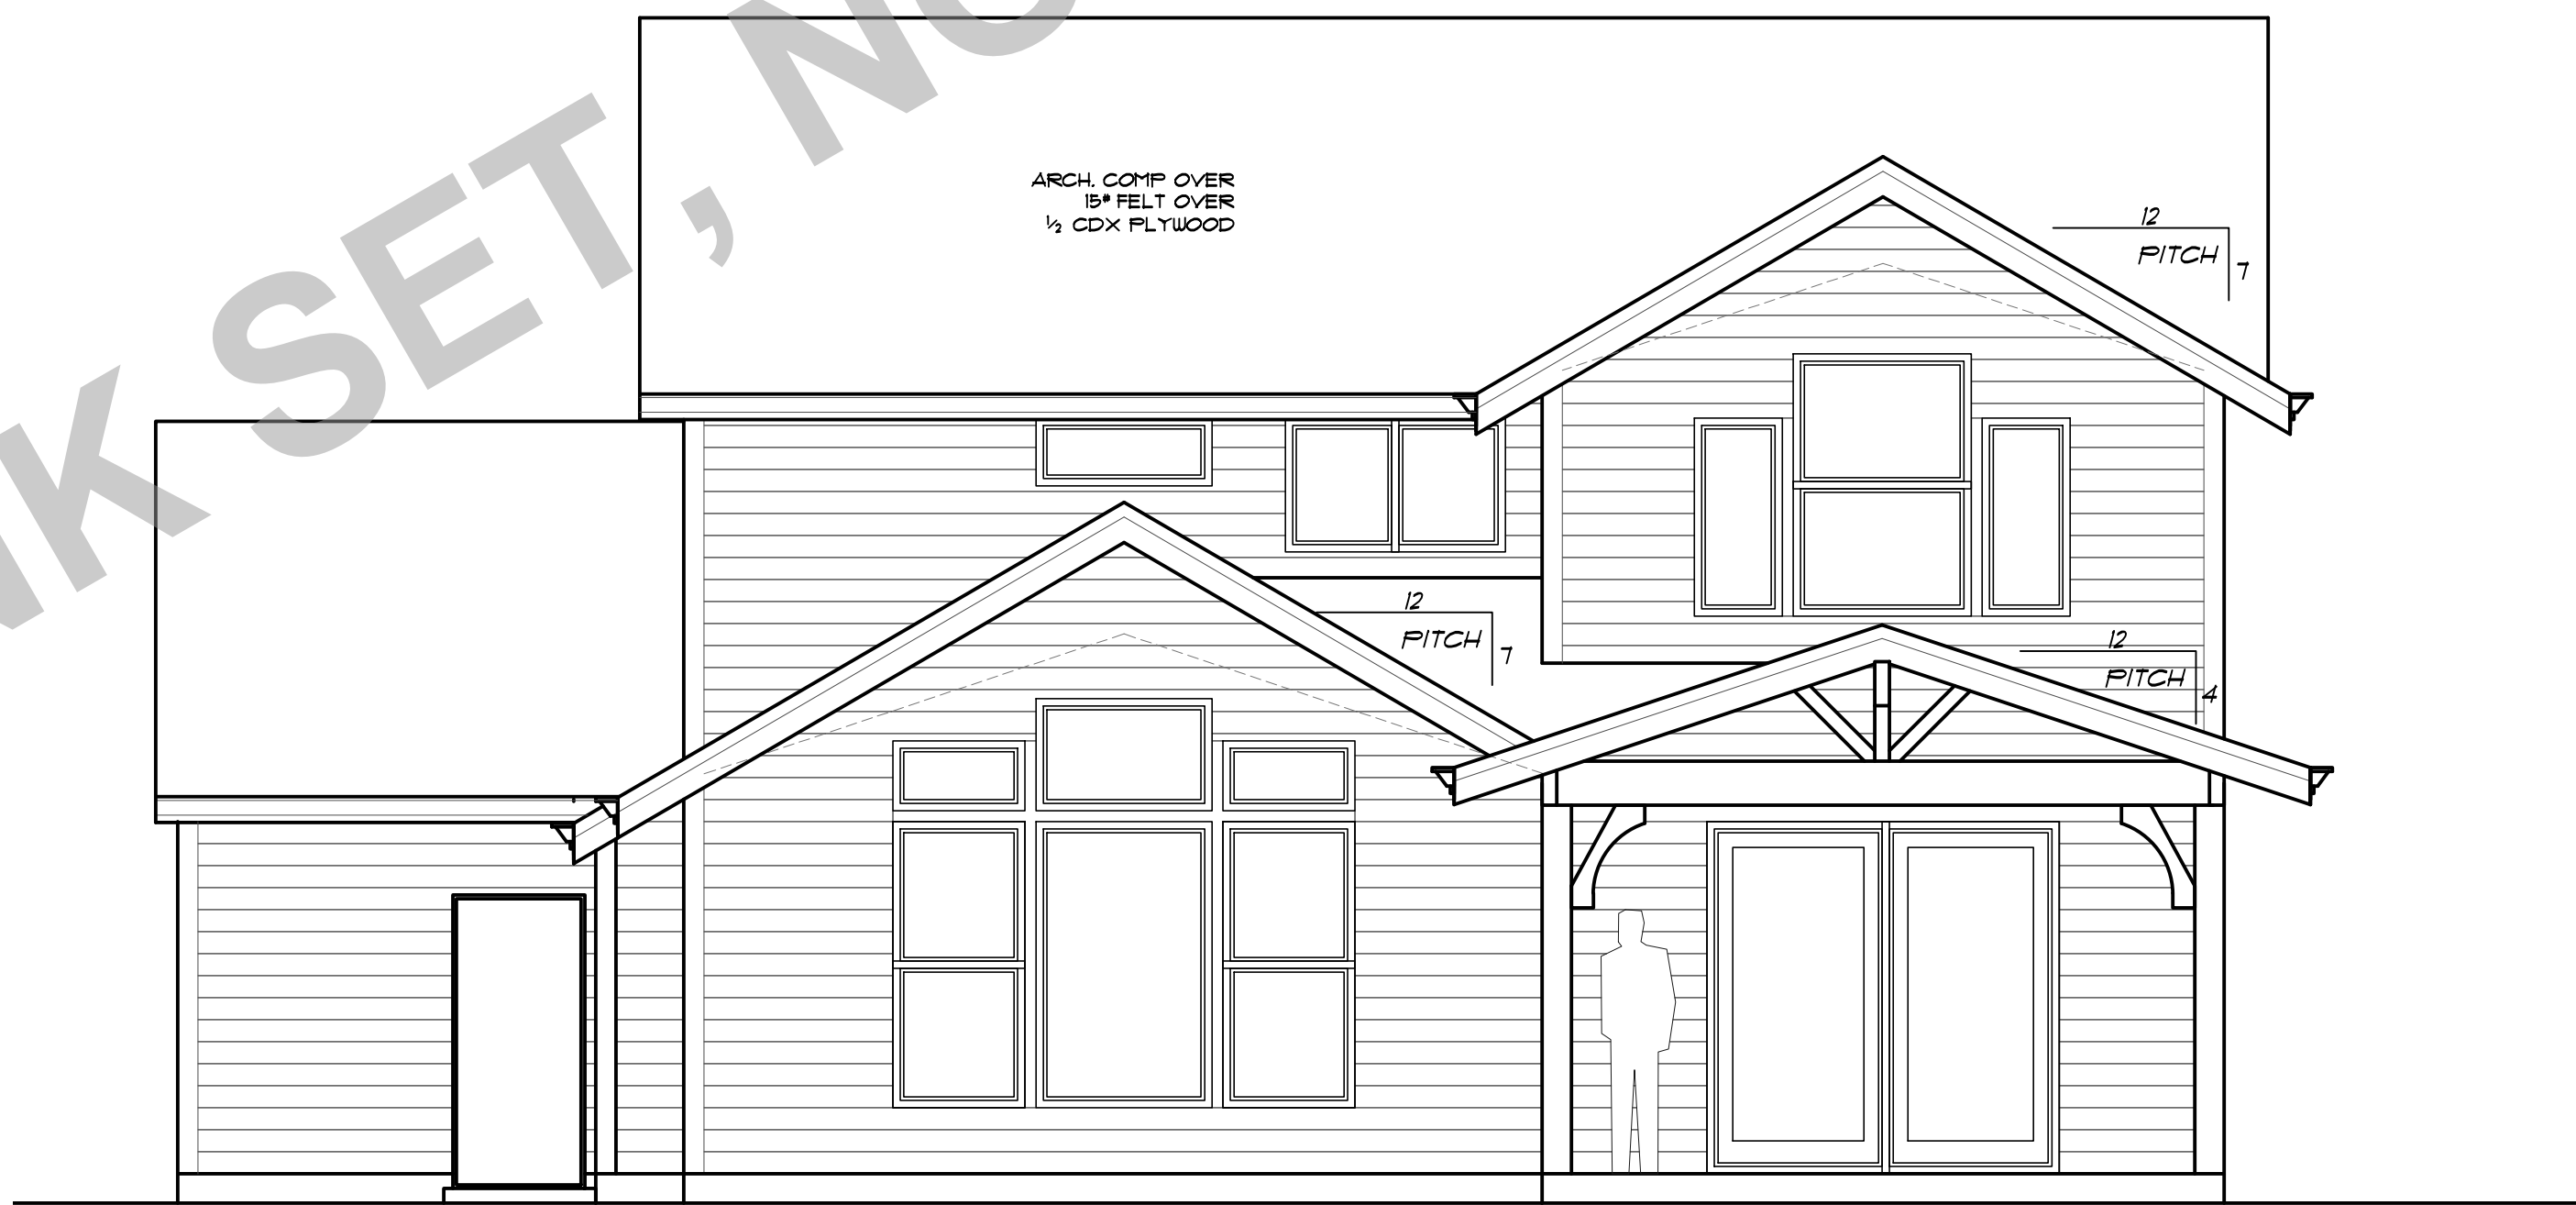 NK SET, NO
ARCH. COMP OVER
15# FELT OVER
½ CDX PLYWOOD
12
PITCH
7
12
PITCH
7
12
PITCH
4